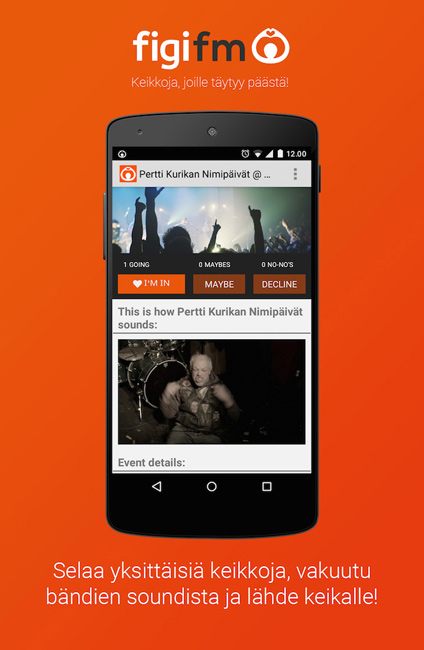 figifm
Keikkoja, joille täytyy päästä!
12.00
Pertti Kurikan Nimipäivät @ ...
1 GOING 0 MAYBES 0 NO-NO'S
I'M IN MAYBE DECLINE
This is how Pertti Kurikan Nimipäivät
sounds:
Event details:
Selaa yksittäisiä keikkoja, vakuutu
bändien soundista ja lähde keikalle!